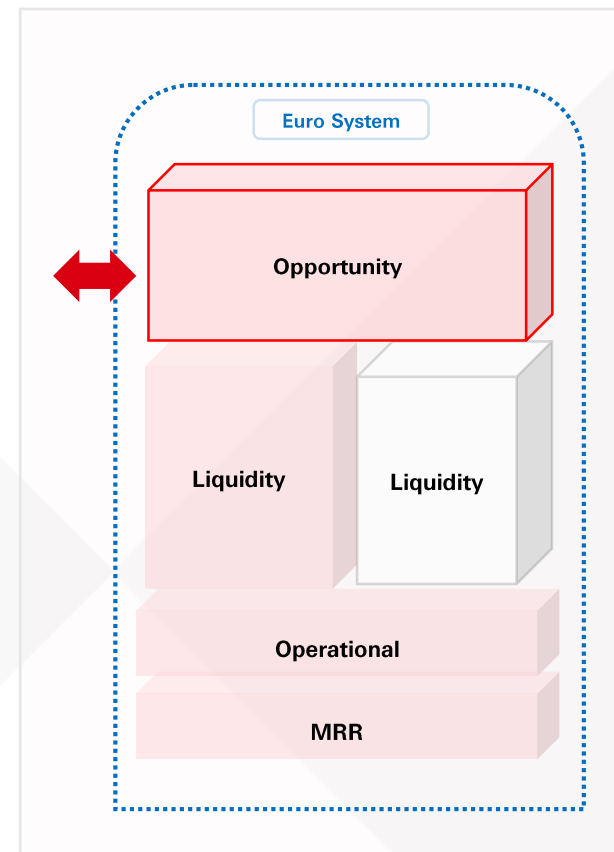 Euro System
Opportunity
Liquidity
Liquidity
Operational
MRR